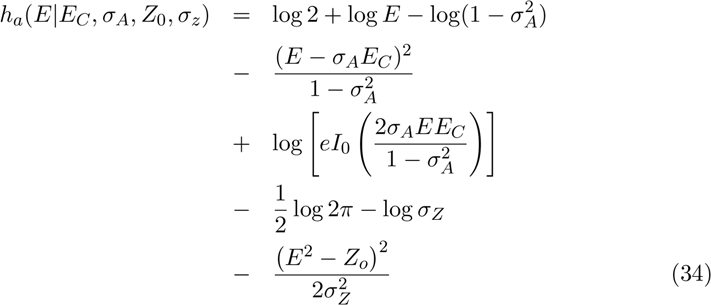 h_a(E|E_C, σ_A, Z_0, σ_z) = log 2 + log E − log(1 − σ_A^2)
− (E − σ_A E_C)^2 / 1 − σ_A^2
+ log [ e I_0 ( 2σ_A E E_C / 1 − σ_A^2 ) ]
− 1/2 log 2π − log σ_Z
− (E^2 − Z_o)^2 / 2σ_Z^2 (34)